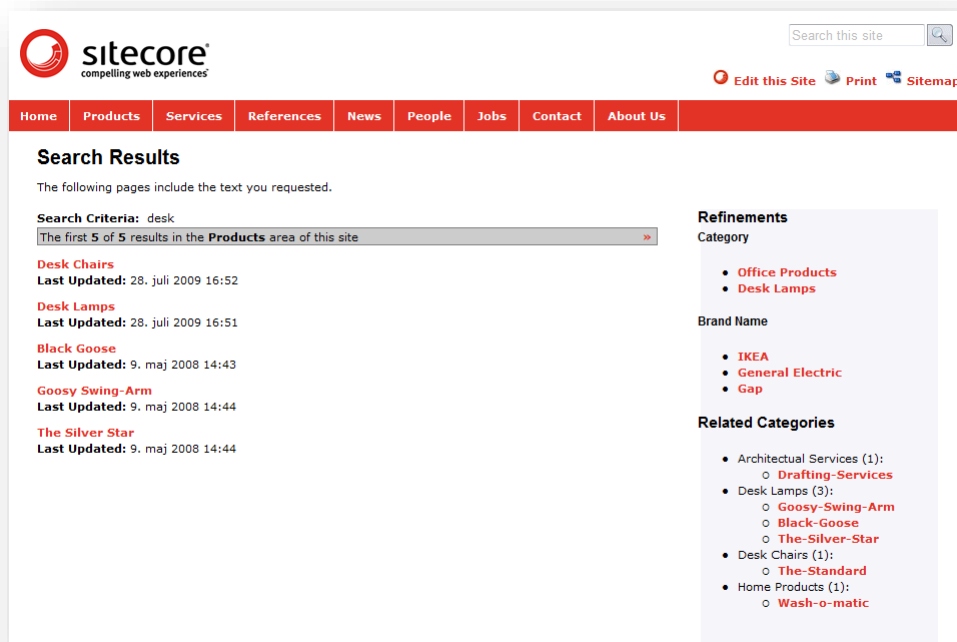 Search this site
sitecore®
compelling web experiences®
Edit this Site Print Sitemap
Home Products Services References News People Jobs Contact About Us
Search Results
The following pages include the text you requested.
Search Criteria: desk
The first 5 of 5 results in the Products area of this site »
Desk Chairs
Last Updated: 28. juli 2009 16:52
Desk Lamps
Last Updated: 28. juli 2009 16:51
Black Goose
Last Updated: 9. maj 2008 14:43
Goosy Swing-Arm
Last Updated: 9. maj 2008 14:44
The Silver Star
Last Updated: 9. maj 2008 14:44
Refinements
Category
Office Products
Desk Lamps
Brand Name
IKEA
General Electric
Gap
Related Categories
Architectual Services (1):
Drafting-Services
Desk Lamps (3):
Goosy-Swing-Arm
Black-Goose
The-Silver-Star
Desk Chairs (1):
The-Standard
Home Products (1):
Wash-o-matic